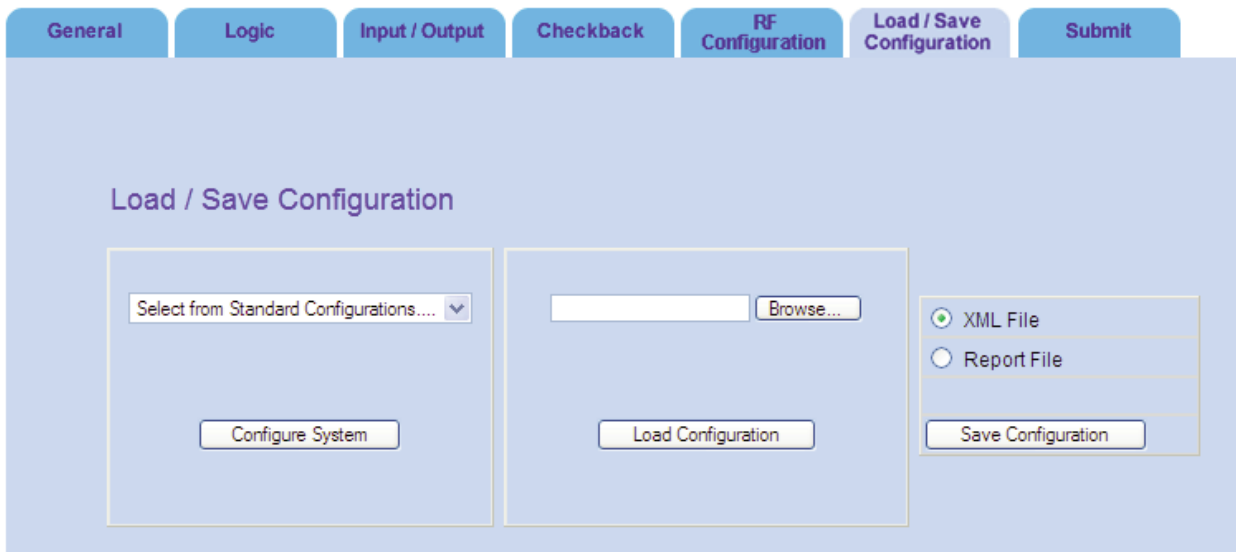 General
Logic
Input / Output
Checkback
RF
Configuration
Load / Save
Configuration
Submit
Load / Save Configuration
Select from Standard Configurations....
Configure System
Browse...
Load Configuration
XML File
Report File
Save Configuration